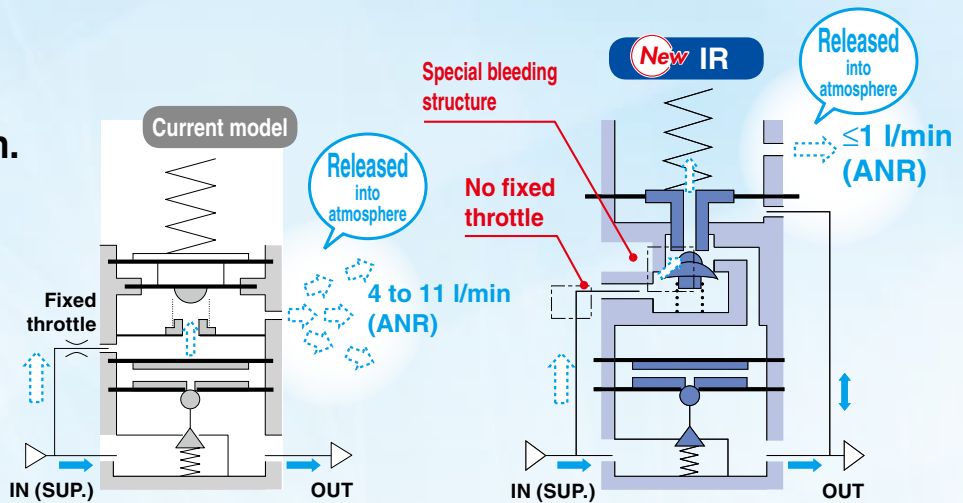 n.
Current model
Released
into
atmosphere
4 to 11 l/min
(ANR)
Fixed
throttle
IN (SUP.)
OUT
New IR
Special bleeding
structure
No fixed
throttle
Released
into
atmosphere
≤1 l/min
(ANR)
IN (SUP.)
OUT